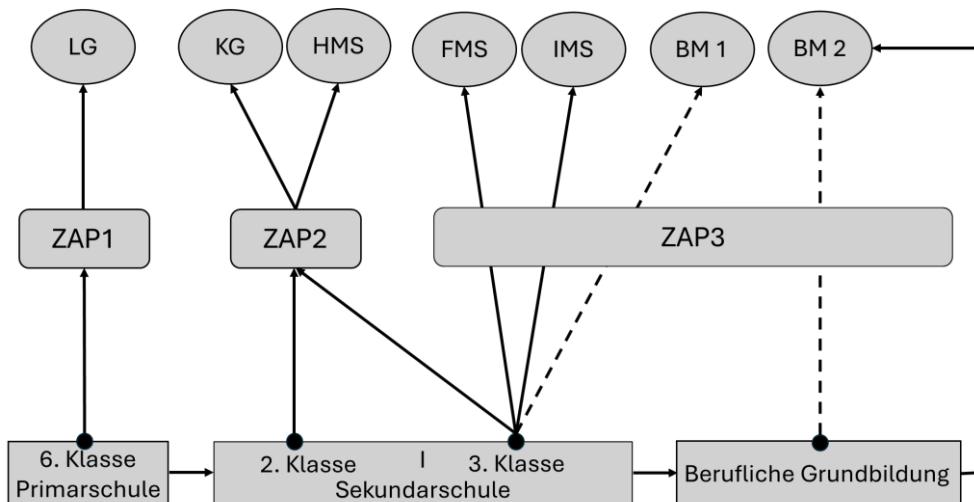 LG
KG
HMS
FMS
IMS
BM 1
BM 2
ZAP1
ZAP2
ZAP3
6. Klasse
Primarschule
2. Klasse | 3. Klasse
Sekundarschule
Berufliche Grundbildung